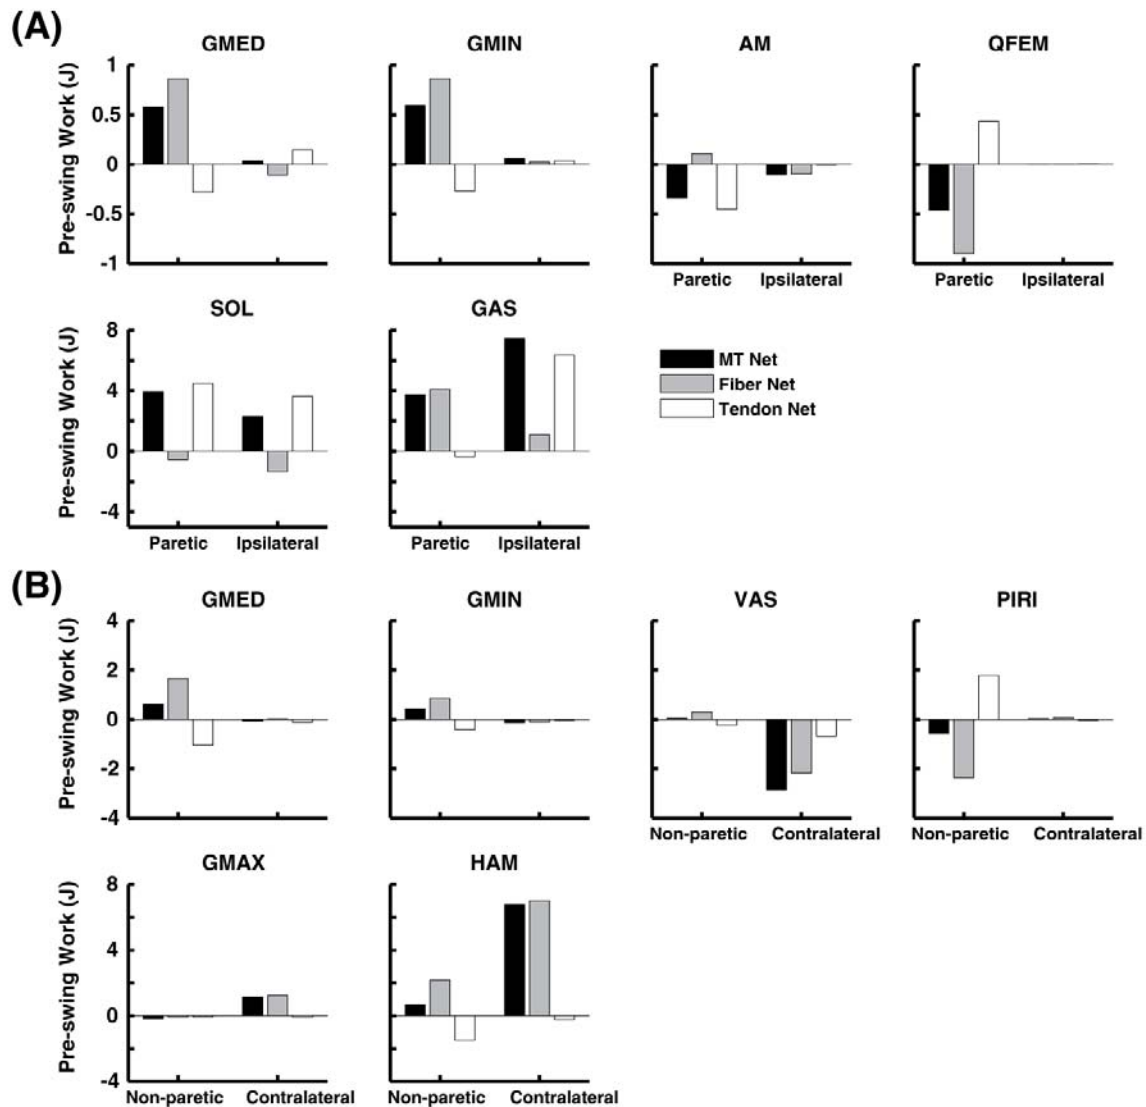 (A)
GMED GMIN AM QFEM
Pre-swing Work (J)
1
0.5
0
-0.5
-1
Paretic Ipsilateral Paretic Ipsilateral
SOL GAS
Pre-swing Work (J)
8
4
0
-4
MT Net
Fiber Net
Tendon Net
Paretic Ipsilateral Paretic Ipsilateral
(B)
GMED GMIN VAS PIRI
Pre-swing Work (J)
4
2
0
-2
-4
Non-paretic Contralateral Non-paretic Contralateral
GMAX HAM
Pre-swing Work (J)
8
4
0
-4
Non-paretic Contralateral Non-paretic Contralateral